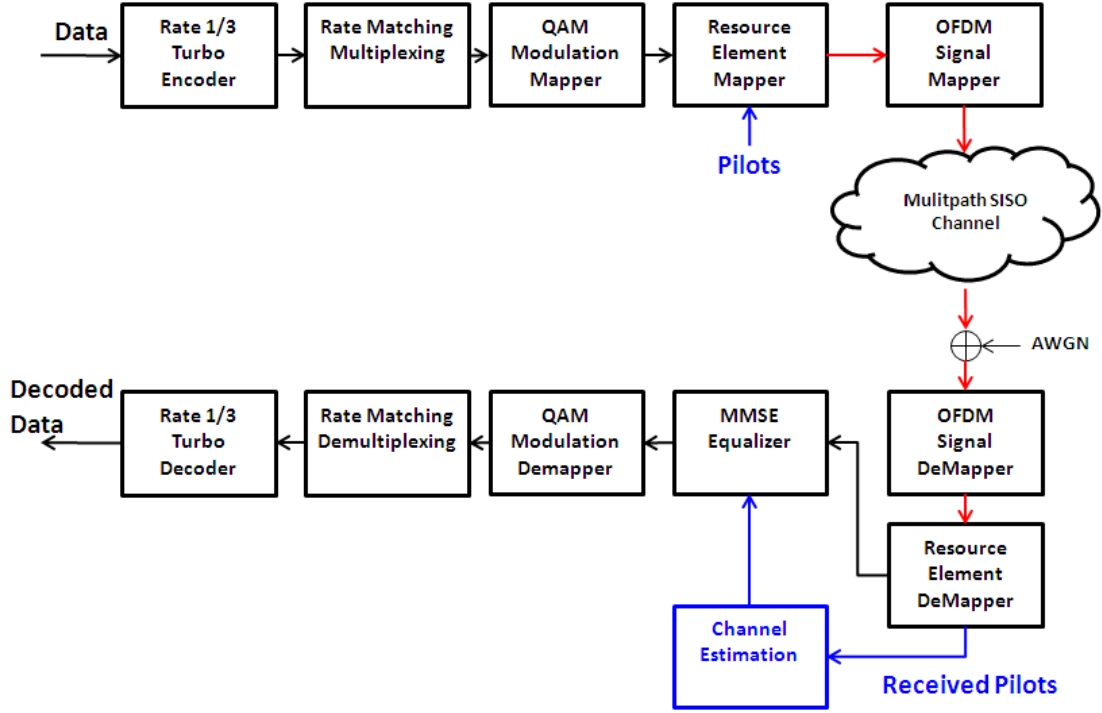 Data
Rate 1/3
Turbo
Encoder
Rate Matching
Multiplexing
QAM
Modulation
Mapper
Resource
Element
Mapper
OFDM
Signal
Mapper
Pilots
Mulitpath SISO
Channel
AWGN
Decoded
Data
Rate 1/3
Turbo
Decoder
Rate Matching
Demultiplexing
QAM
Modulation
Demapper
MMSE
Equalizer
OFDM
Signal
DeMapper
Resource
Element
DeMapper
Channel
Estimation
Received Pilots